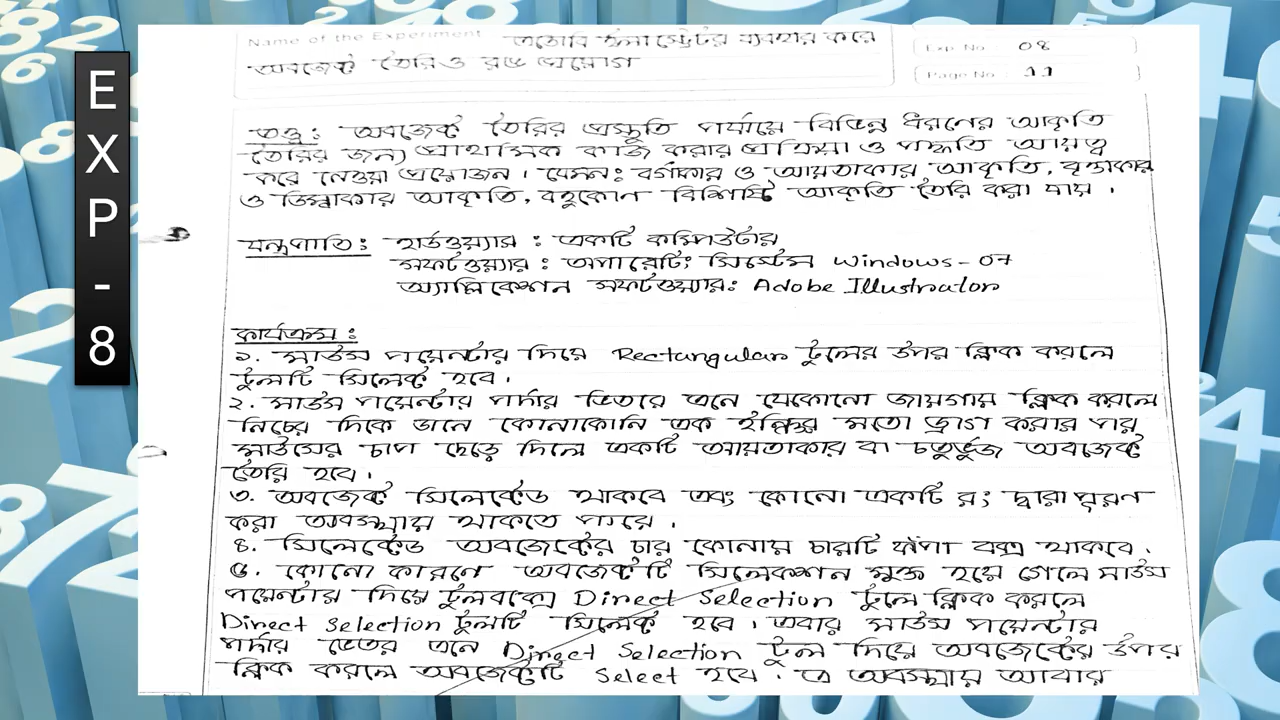 EXP-8
Name of the Experiment এডোবি ইলাস্ট্রেটর ব্যবহার করে
অবজেক্ট তৈরি ও রঙ প্রয়োগ
Exp No : 08
Page No : 11
তত্ত্ব : অবজেক্ট তৈরির প্রস্তুতি পর্যায়ে বিভিন্ন ধরনের আকৃতি
তৈরির জন্য প্রাথমিক কাজ করার প্রক্রিয়া ও পদ্ধতি আয়ত্ব
করে নেওয়া প্রয়োজন । যেমন: বর্গাকার ও আয়তাকার আকৃতি, বৃত্তাকার
ও ডিম্বাকার আকৃতি, বহুকোণ বিশিষ্ট আকৃতি তৈরি করা যায় ।
যন্ত্রপাতি : হার্ডওয়্যার : একটি কম্পিউটার
সফটওয়্যার : অপারেটিং সিস্টেম Windows-07
অ্যাপ্লিকেশন সফটওয়্যার: Adobe Illustrator
কার্যক্রম :
১. মাউস পয়েন্টার দিয়ে Rectangular টুলের উপর ক্লিক করলে
টুলটি সিলেক্ট হবে ।
২. মাউস পয়েন্টার পর্দার ভিতরে এনে যেকোনো জায়গায় ক্লিক করলে
নিচের দিকে ডানে কোনাকোনি এক ইঞ্চির মতো ড্রাগ করার পর
মাউসের চাপ ছেড়ে দিলে একটি আয়তাকার বা চতুর্ভুজ অবজেক্ট
তৈরি হবে ।
৩. অবজেক্ট সিলেক্টেড থাকবে এবং কোনো একটি রং দ্বারা পূরণ
করা অবস্থায় থাকতে পারে ।
৪. সিলেক্টেড অবজেক্টের চার কোনায় চারটি ফাঁপা বক্স থাকবে ।
৫. কোনো কারণে অবজেক্টটি সিলেকশন মুক্ত হয়ে গেলে মাউস
পয়েন্টার দিয়ে টুলবক্সে Direct Selection টুলে ক্লিক করলে
Direct Selection টুলটি সিলেক্ট হবে । এবার মাউস পয়েন্টার
পর্দার ভেতর এনে Direct Selection টুল দিয়ে অবজেক্টের উপর
ক্লিক করলে অবজেক্টটি Select হবে । এ অবস্থায় আবার